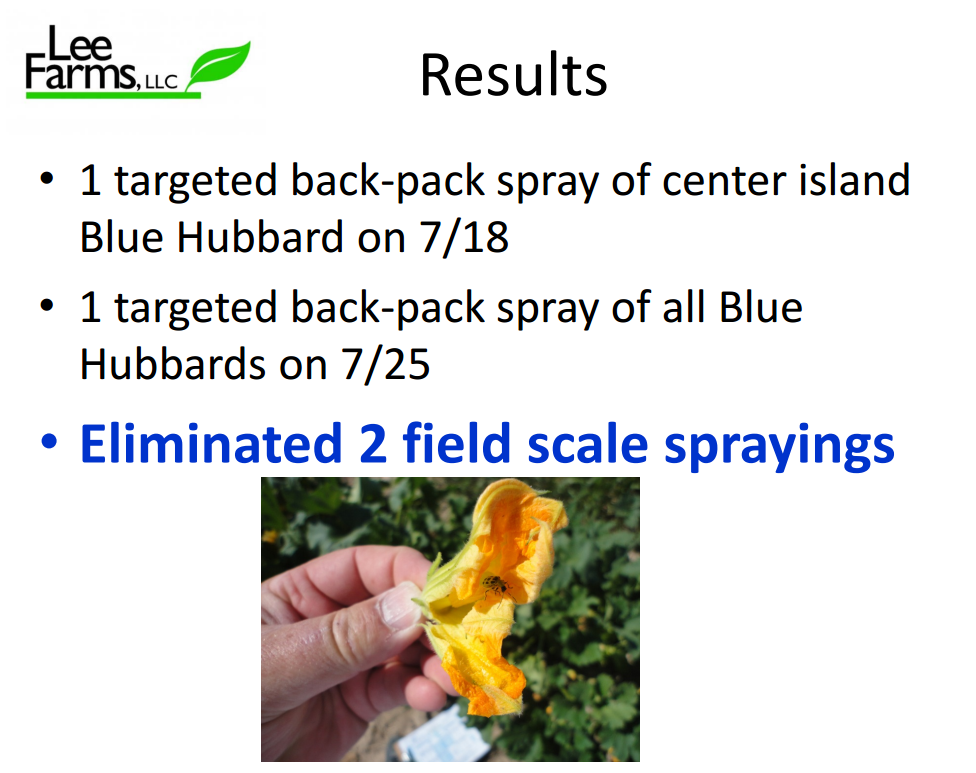 Lee
Farms, LLC
Results
• 1 targeted back-pack spray of center island
Blue Hubbard on 7/18
• 1 targeted back-pack spray of all Blue
Hubbards on 7/25
• Eliminated 2 field scale sprayings